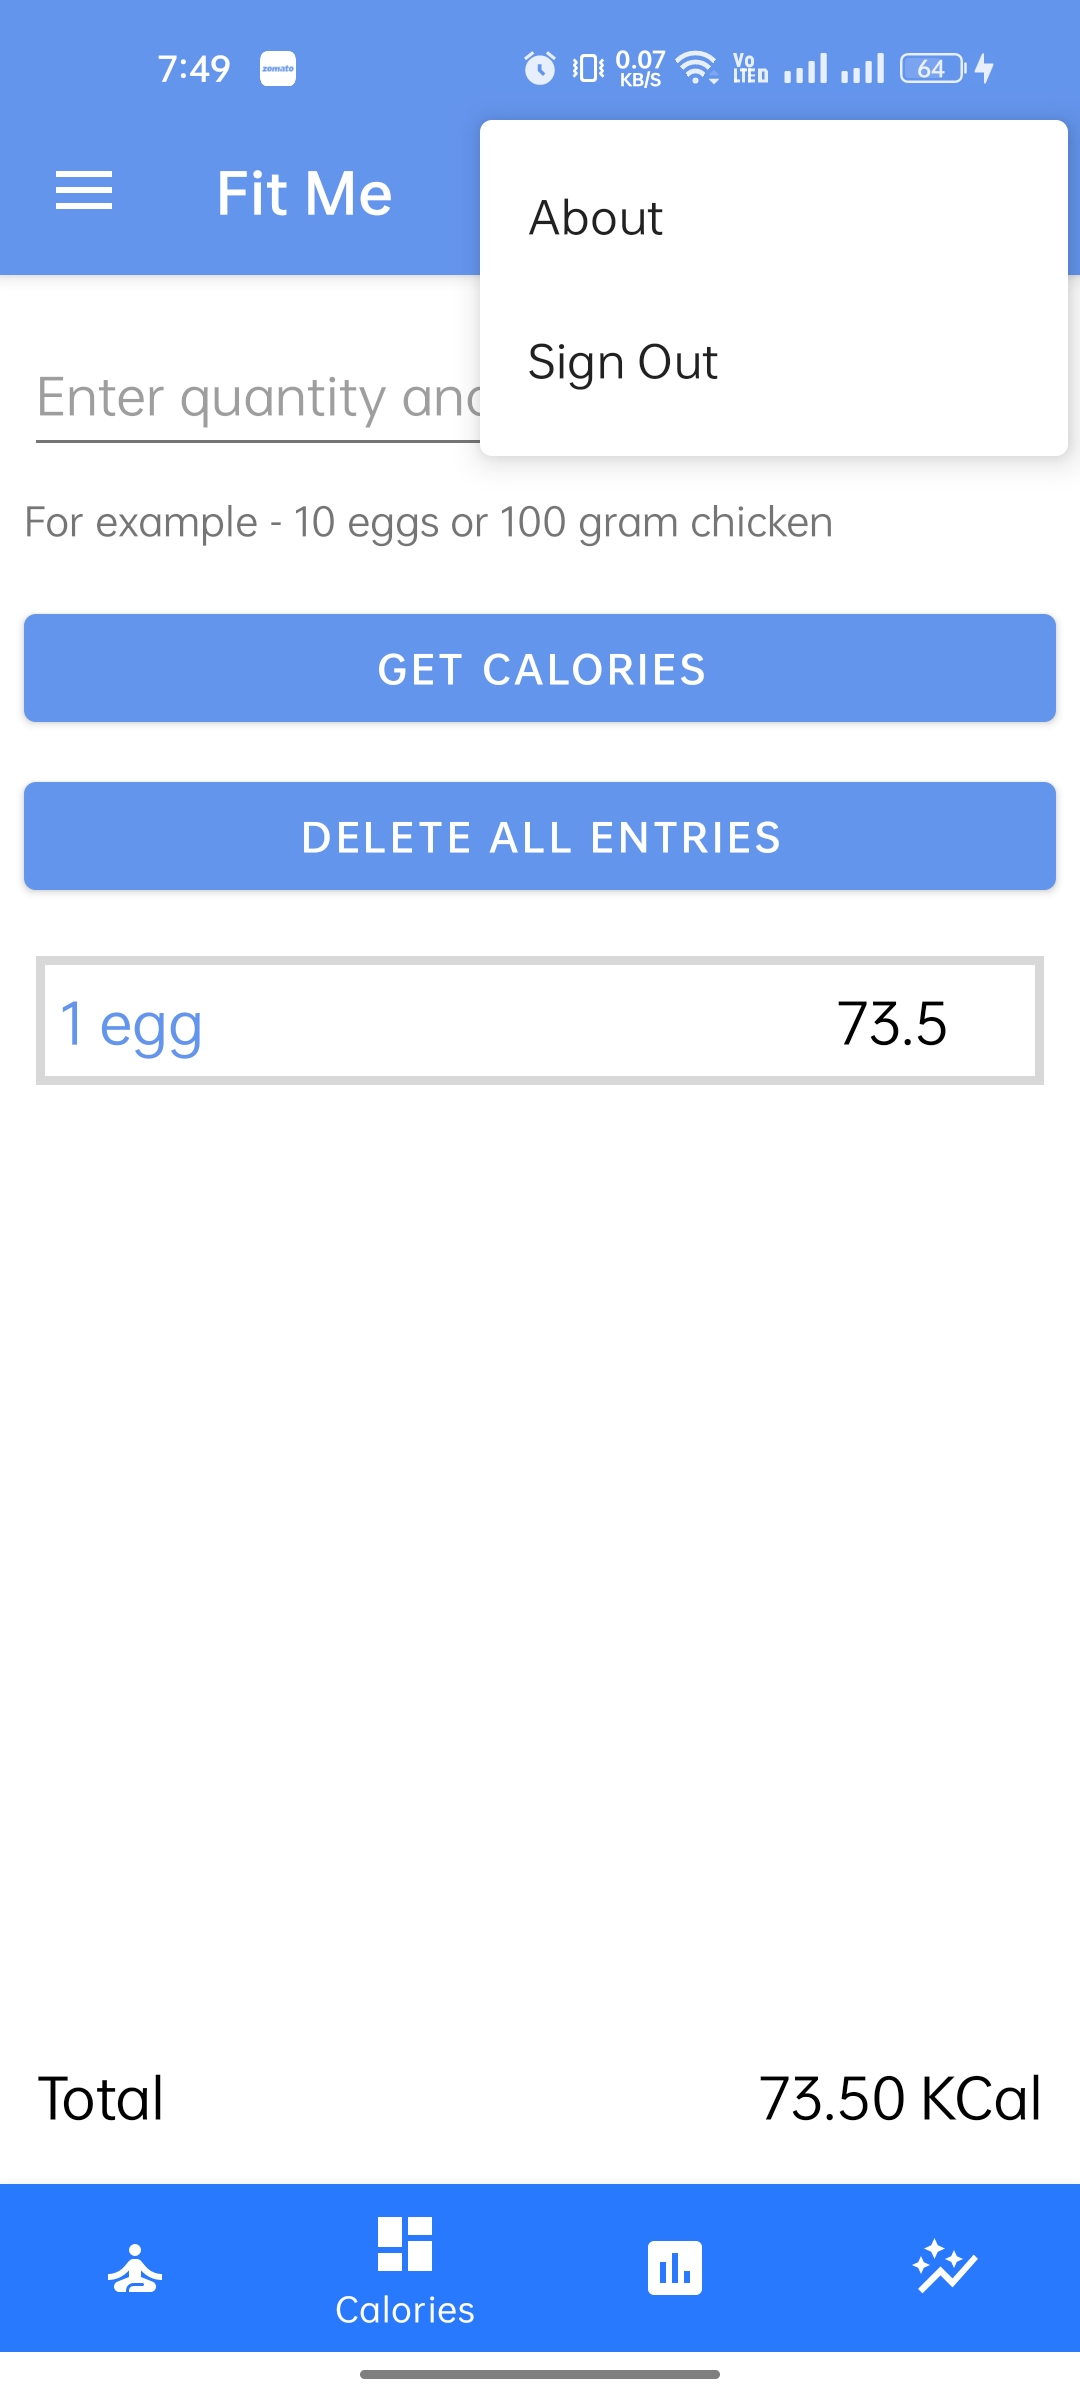 7:49 zomato 0.07 KB/S Vo LTE D 64
Fit Me
About
Sign Out
Enter quantity and
For example - 10 eggs or 100 gram chicken
GET CALORIES
DELETE ALL ENTRIES
1 egg 73.5
Total 73.50 KCal
Calories